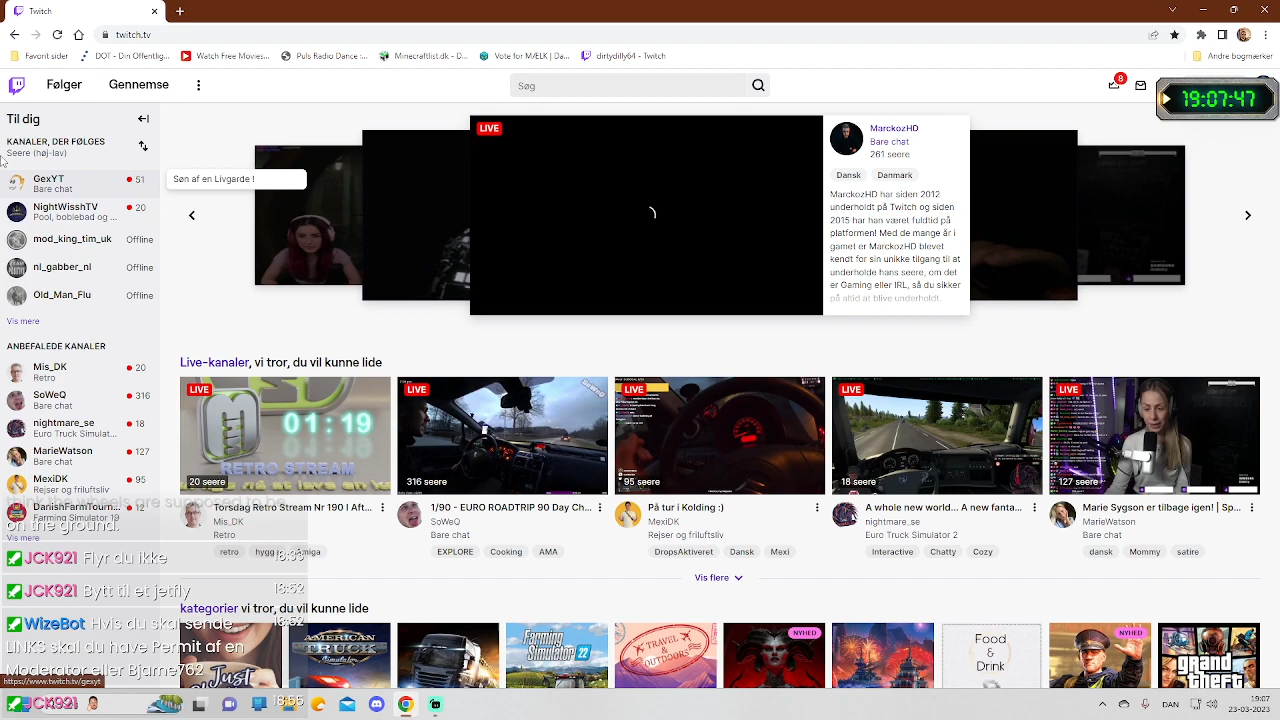 Twitch
twitch.tv
Favorit sider
DOT - Din Offentlig...
Watch Free Movies...
Puls Radio Dance :...
Minecraftlist.dk -...
Vote for MÆLK | Da...
dirtydilly64 - Twitch
Andre bogmærker
Følger
Gennemse
Søg
8
19:07:47
Til dig
KANALER, DER FØLGES
Seere (høj-lav)
GexYT
51
Bare chat
Søn af en Livgarde !
NightWisshTV
20
Pool, boblebad og ...
mod_king_tim_uk
Offline
nl_gabber_nl
Offline
Old_Man_Flu
Offline
Vis mere
ANBEFALEDE KANALER
Mis_DK
20
Retro
SoWeQ
Bare chat
nightmare_se
18
Euro Truck Simulat...
MarieWatson
127
Bare chat
MexiDK
95
Rejser og friluftsliv
DanishFarmTourn...
Farming Simulator 19
Vis mere
LIVE
MarckozHD
Bare chat
261 seere
Dansk
Danmark
MarckozHD har siden 2012
underholdt på Twitch og siden
2015 har han været fuldtid på
platformen! Med de mange år i
gamet er MarckozHD blevet
kendt for sin unikke tilgang til at
underholde hans seere, om det
er Gaming eller IRL, så du sikker
på altid at blive underholdt.
Live-kanaler, vi tror, du vil kunne lide
LIVE
RETRO STREAM
20 seere
Torsdag Retro Stream Nr 190 I Aft...
Mis_DK
Retro
retro
LIVE
316 seere
1/90 - EURO ROADTRIP 90 Day Ch...
SoWeQ
Bare chat
EXPLORE
Cooking
AMA
LIVE
95 seere
På tur i Kolding :)
MexiDK
Rejser og friluftsliv
DropsAktiveret
Dansk
Mexi
LIVE
18 seere
A whole new world... A new fanta...
nightmare_se
Euro Truck Simulator 2
Interactive
Chatty
Cozy
LIVE
127 seere
Marie Sygson er tilbage igen! | Sp...
MarieWatson
Bare chat
dansk
Mommy
satire
Vis flere
think the wheels are supposed to be
on the ground
JCK921 Flyr du ikke
18:39
JCK921 Bytt til et jetfly
18:52
WizeBot Hvis du skal sende
18:52
LINKS skal du have Permit af en
Moderator eller Bjarne762
JCK921
18:55
kategorier vi tror, du vil kunne lide
Just
AMERICAN
TRUCK
Simulator
Farming
Simulator 22
TRAVEL
& OUTDOORS
NYHED
Food
&
Drink
NYHED
grand
theft
https://www.twitch.tv/gexyt
DAN
19:07
23-03-2023